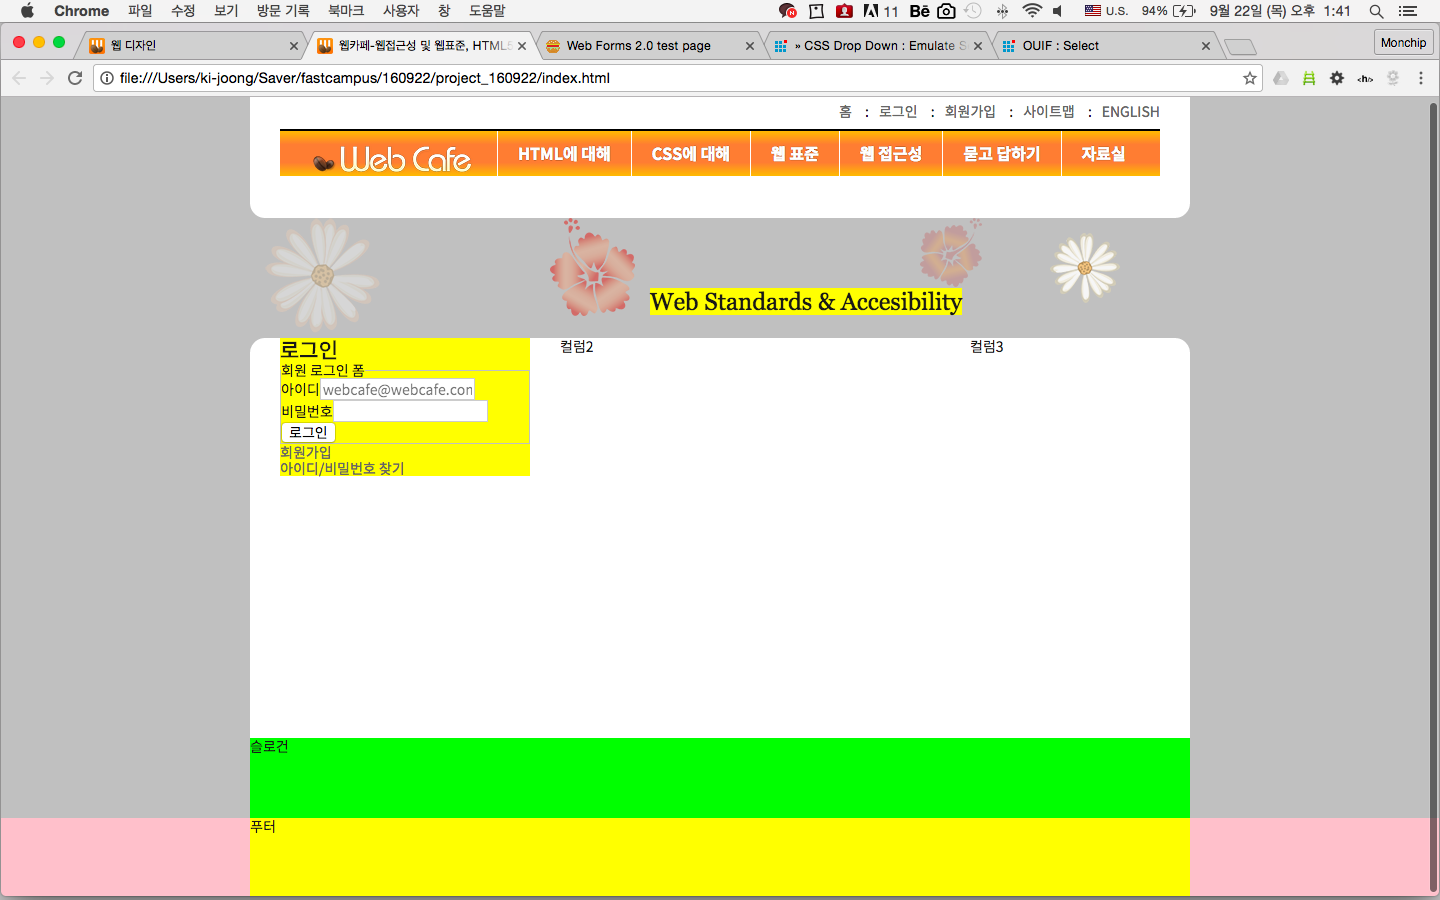 Chrome 파일 수정 보기 방문 기록 북마크 사용자 창 도움말 11 Bē U.S. 94% 9월 22일 (목) 오후 1:41
웹 디자인 웹카페-웹접근성 및 웹표준, HTML5 Web Forms 2.0 test page » CSS Drop Down : Emulate S OUIF : Select Monchip
file:///Users/ki-joong/Saver/fastcampus/160922/project_160922/index.html <h/>
홈 : 로그인 : 회원가입 : 사이트맵 : ENGLISH
Web Cafe HTML에 대해 CSS에 대해 웹 표준 웹 접근성 묻고 답하기 자료실
Web Standards & Accesibility
로그인 컬럼2 컬럼3
회원 로그인 폼
아이디 webcafe@webcafe.con
비밀번호
로그인
회원가입
아이디/비밀번호 찾기
슬로건
푸터